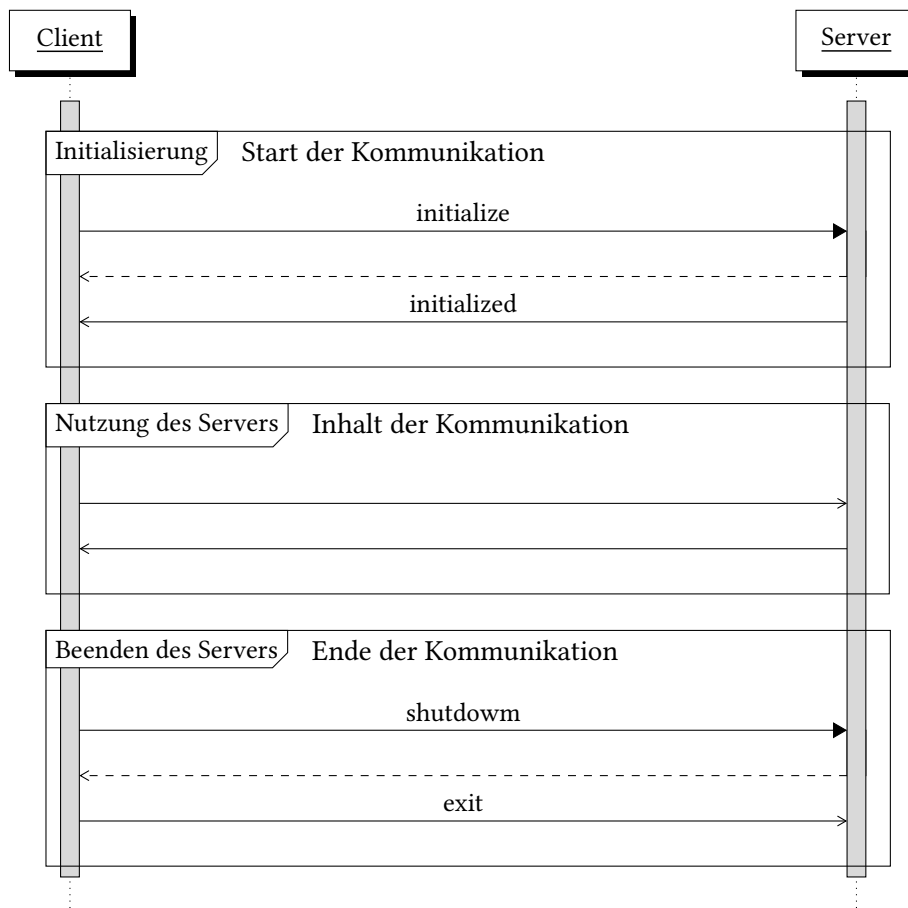 Client
Server
Initialisierung
Start der Kommunikation
initialize
initialized
Nutzung des Servers
Inhalt der Kommunikation
Beenden des Servers
Ende der Kommunikation
shutdowm
exit